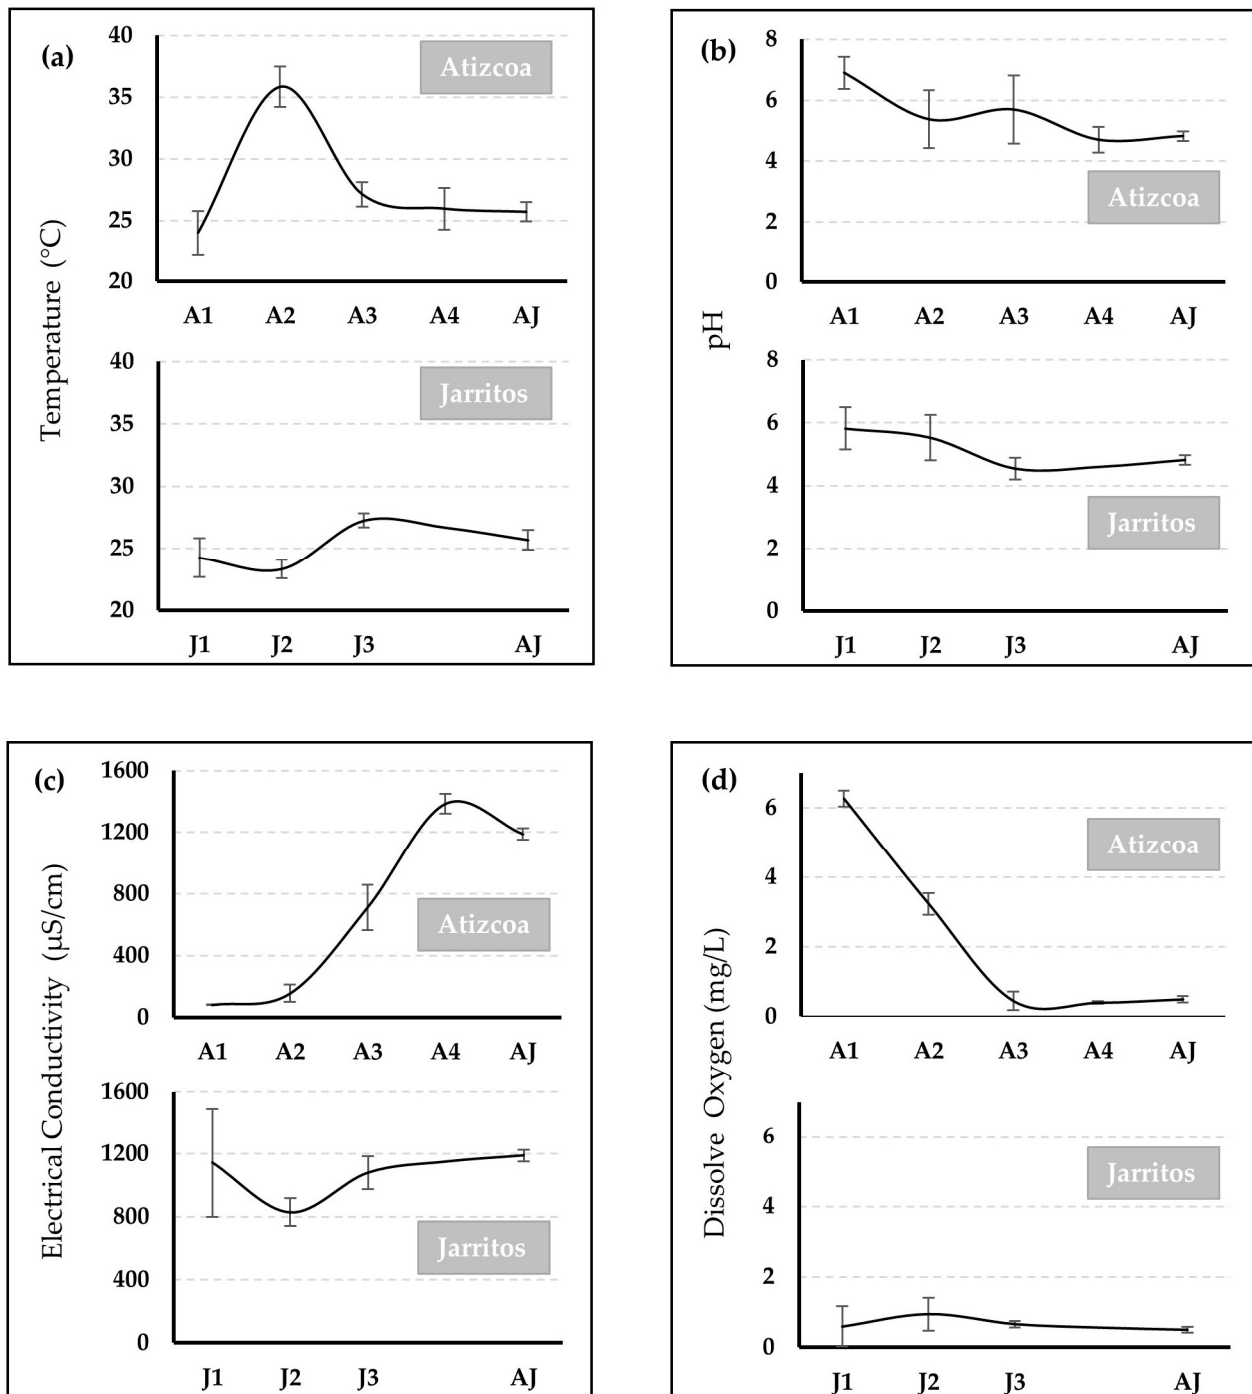 (a)
Temperature (°C)
40
35
30
25
20
Atizcoa
A1 A2 A3 A4 AJ
40
35
30
25
20
Jarritos
J1 J2 J3 AJ
(b)
pH
8
6
4
2
0
Atizcoa
A1 A2 A3 A4 AJ
8
6
4
2
0
Jarritos
J1 J2 J3 AJ
(c)
Electrical Conductivity (µS/cm)
1600
1200
800
400
0
Atizcoa
A1 A2 A3 A4 AJ
1600
1200
800
400
0
Jarritos
J1 J2 J3 AJ
(d)
Dissolve Oxygen (mg/L)
6
4
2
0
Atizcoa
A1 A2 A3 A4 AJ
6
4
2
0
Jarritos
J1 J2 J3 AJ